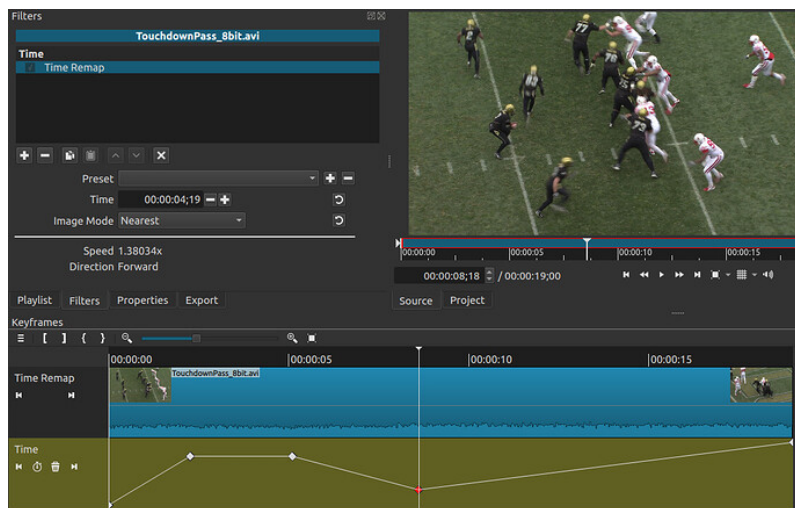 Filters
TouchdownPass_8bit.avi
Time
Time Remap
Preset
Time 00:00:04;19
Image Mode Nearest
Speed 1.38034x
Direction Forward
Playlist Filters Properties Export
77
78
73
00:00:00 00:00:05 00:00:10 00:00:15
00:00:08;18 / 00:00:19;00
Source Project
Keyframes
00:00:00 00:00:05 00:00:10 00:00:15
Time Remap
TouchdownPass_8bit.avi
Time